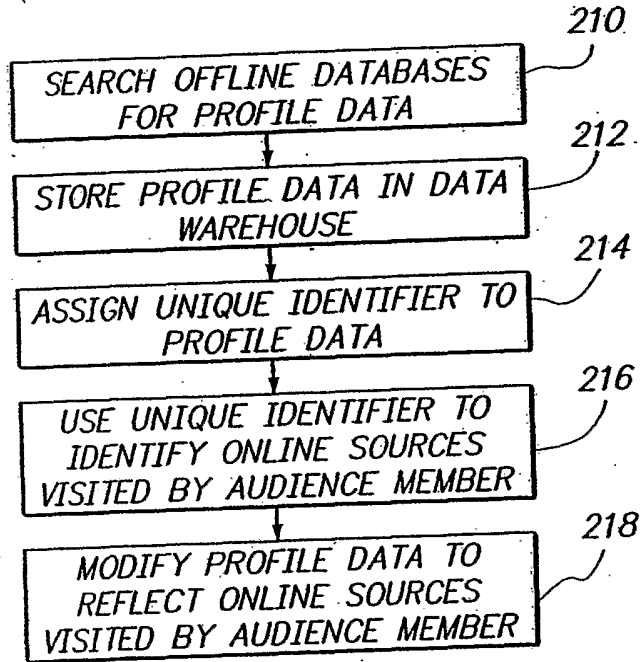 210
SEARCH OFFLINE DATABASES
FOR PROFILE DATA
212
STORE PROFILE DATA IN DATA
WAREHOUSE
214
ASSIGN UNIQUE IDENTIFIER TO
PROFILE DATA
216
USE UNIQUE IDENTIFIER TO
IDENTIFY ONLINE SOURCES
VISITED BY AUDIENCE MEMBER
218
MODIFY PROFILE DATA TO
REFLECT ONLINE SOURCES
VISITED BY AUDIENCE MEMBER